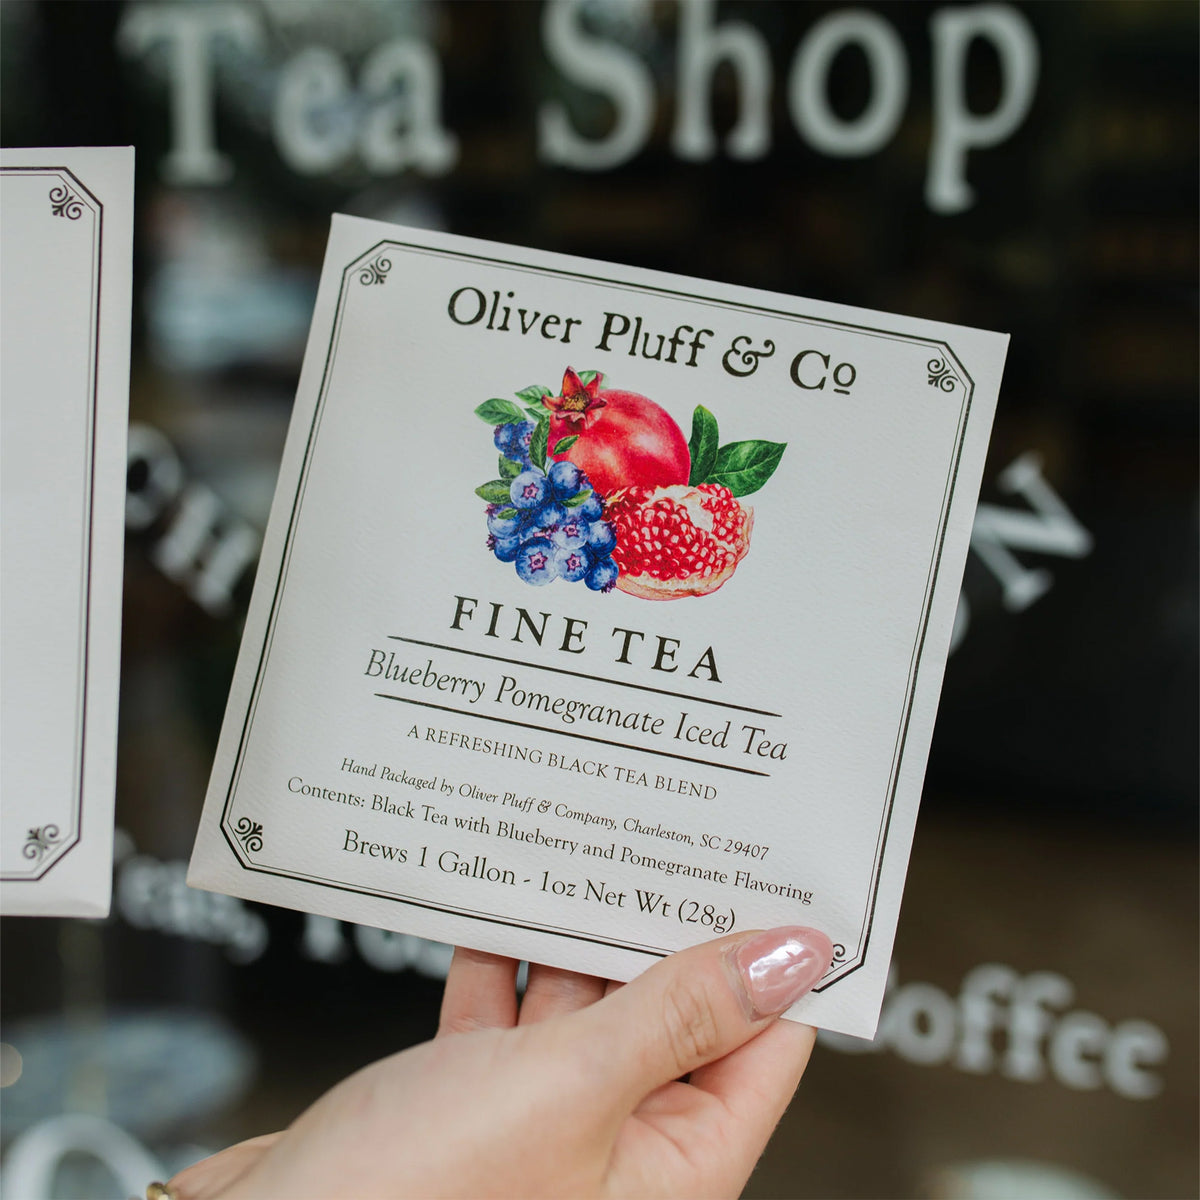 Tea Shop
Oliver Pluff & Co
FINE TEA
Blueberry Pomegranate Iced Tea
A REFRESHING BLACK TEA BLEND
Hand Packaged by Oliver Pluff & Company, Charleston, SC 29407
Contents: Black Tea with Blueberry and Pomegranate Flavoring
Brews 1 Gallon - 1oz Net Wt (28g)
Coffee